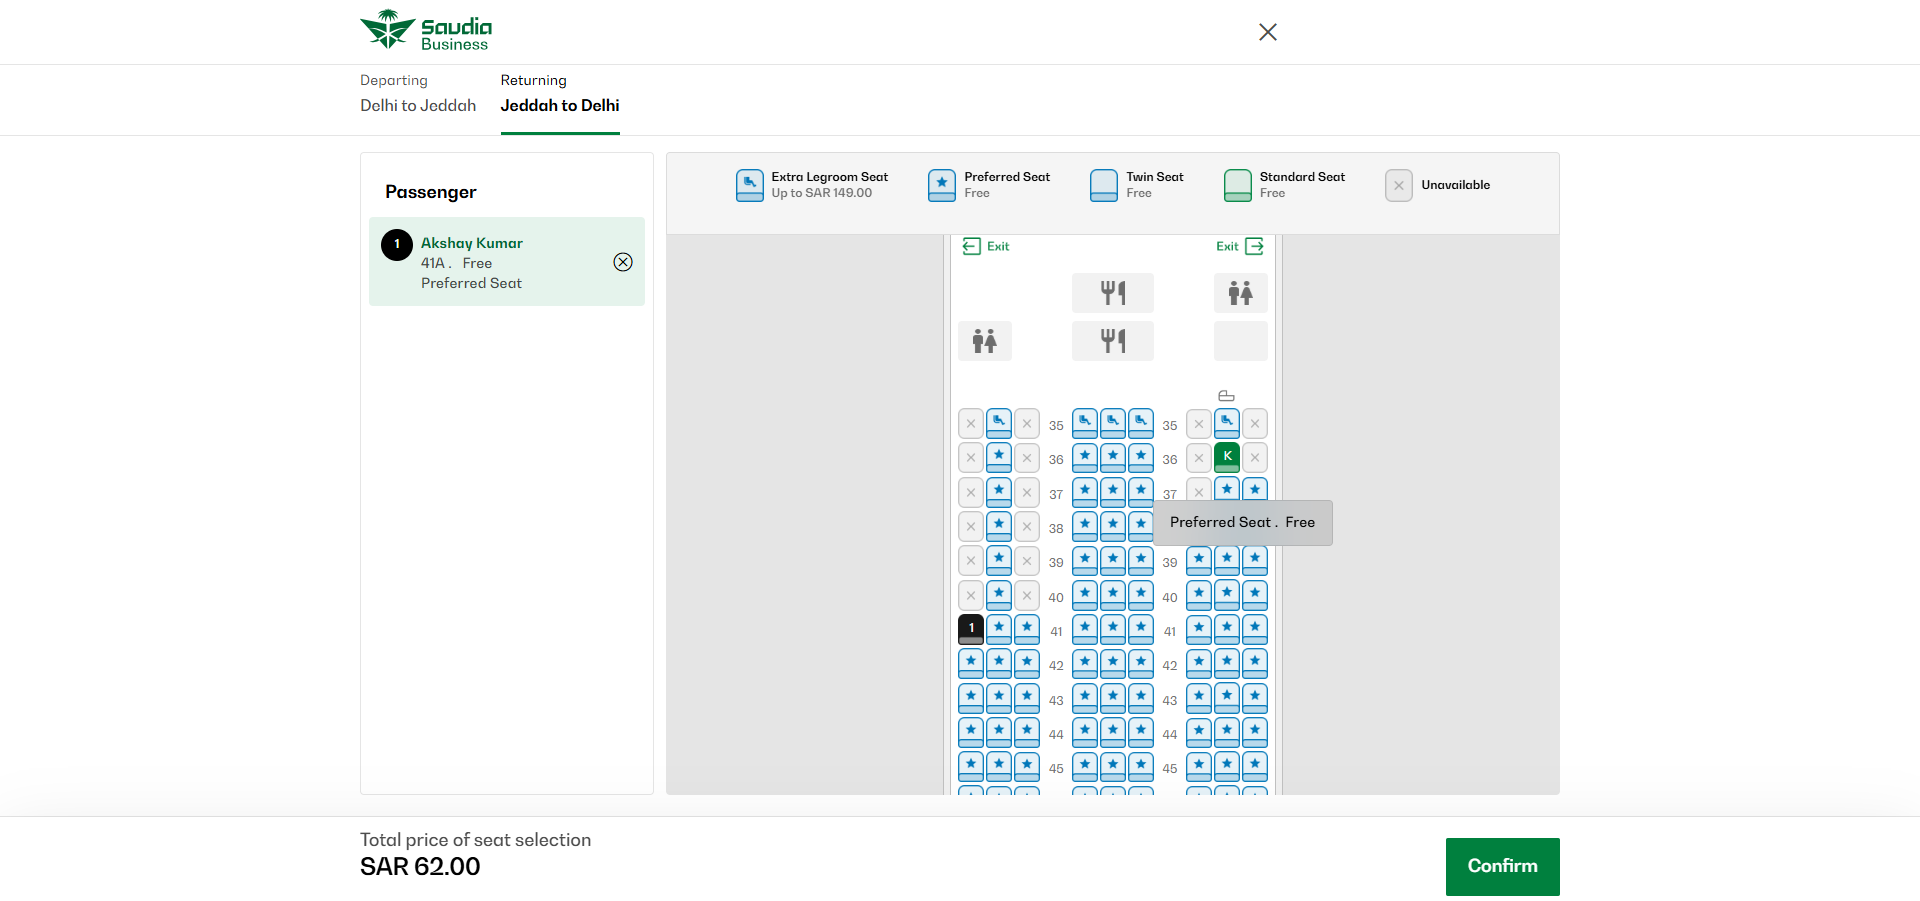 Saudia
Business
Departing
Delhi to Jeddah
Returning
Jeddah to Delhi
Passenger
1
Akshay Kumar
41A . Free
Preferred Seat
Extra Legroom Seat
Up to SAR 149.00
Preferred Seat
Free
Twin Seat
Free
Standard Seat
Free
Unavailable
Exit
Exit
35 35
36 36 K
37 37
38
Preferred Seat . Free
39 39
40 40
1 41 41
42 42
43 43
44 44
45 45
Total price of seat selection
SAR 62.00
Confirm